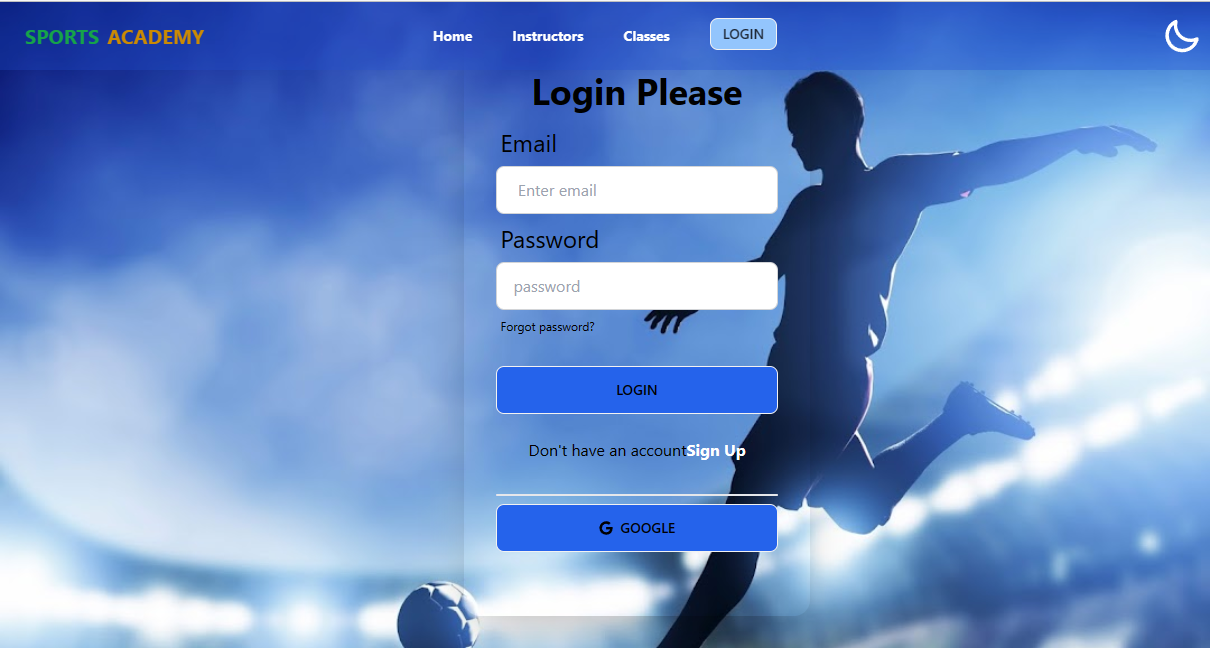 SPORTS ACADEMY Home Instructors Classes LOGIN
Login Please
Email
Enter email
Password
password
Forgot password?
LOGIN
Don't have an accountSign Up
GOOGLE